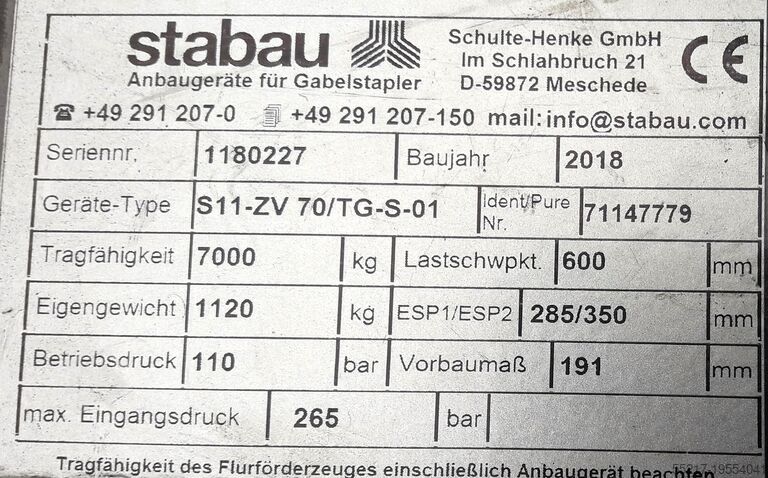 stabau
Anbaugeräte für Gabelstapler
Schulte-Henke GmbH
Im Schlahbruch 21
D-59872 Meschede
CE
+49 291 207-0 +49 291 207-150 mail: info@stabau.com
Seriennr. 1180227 Baujahr 2018
Geräte-Type S11-ZV 70/TG-S-01 Ident/Pure Nr. 71147779
Tragfähigkeit 7000 kg Lastschwpkt. 600 mm
Eigengewicht 1120 kg ESP1/ESP2 285/350 mm
Betriebsdruck 110 bar Vorbaumaß 191 mm
max. Eingangsdruck 265 bar
Tragfähigkeit des Flurförderzeuges einschließlich Anbaugerät beachten